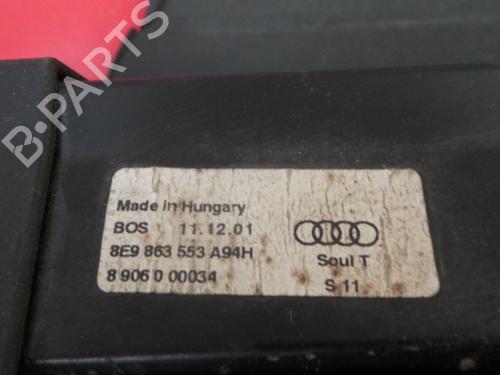 B-PARTS
Made in Hungary
BOS 11.12.01
8E9 863 553 A94H
Soul T
8 906 0 00034
S 11